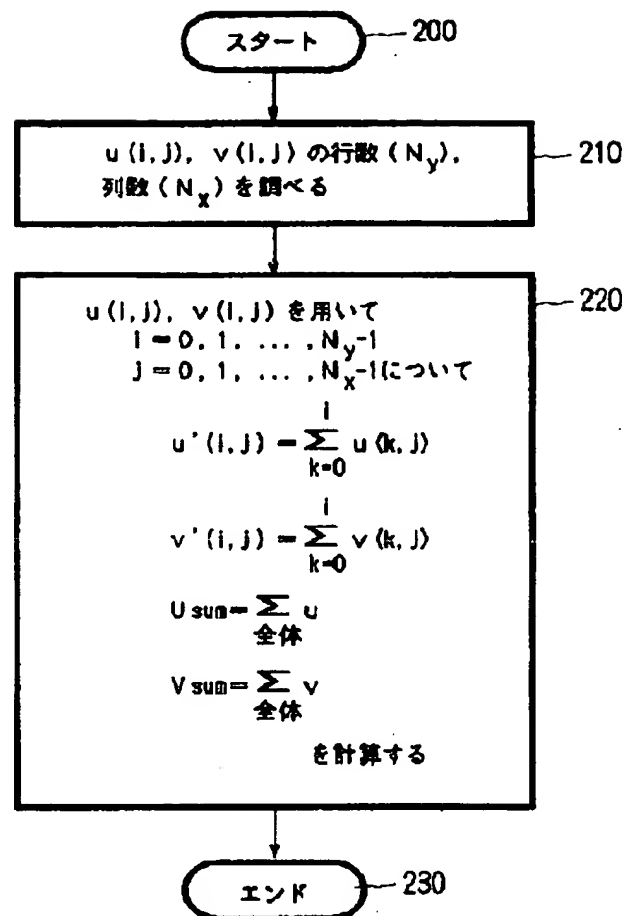 スタート 200
u(i,j), v(i,j)の行数(Ny), 210
列数(Nx)を調べる
u(i,j), v(i,j)を用いて 220
i=0, 1, ..., Ny-1
j=0, 1, ..., Nx-1について
u'(i,j)=∑_{k=0}^{i} u(k,j)
v'(i,j)=∑_{k=0}^{i} v(k,j)
Usum=∑_{全体} u
Vsum=∑_{全体} v
を計算する
エンド 230